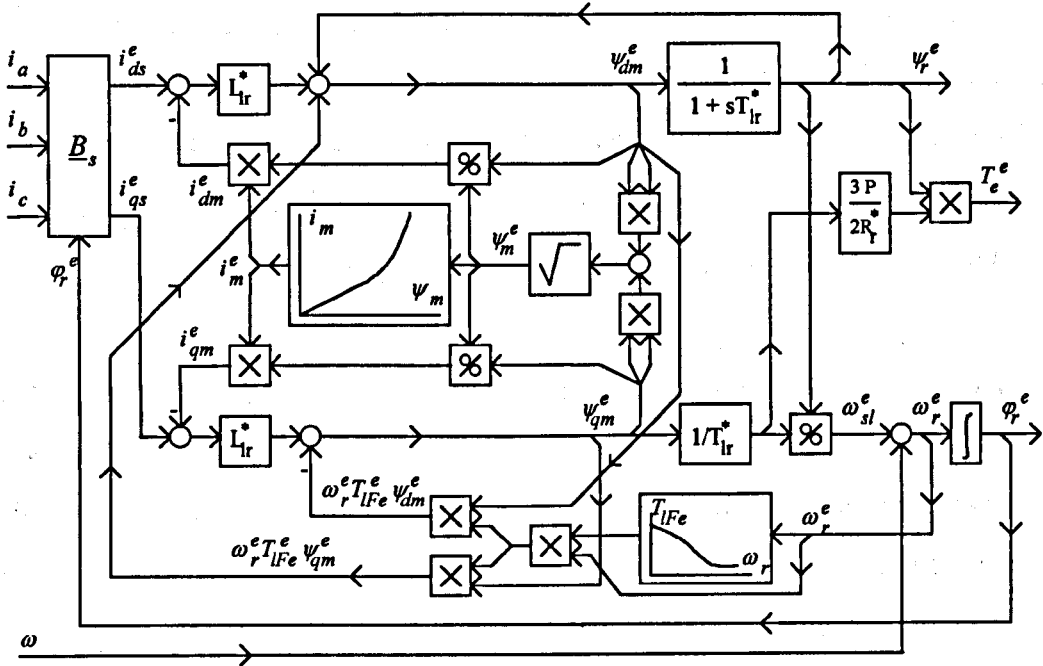 i_a
i_b
i_c
B_s
i_ds^e
i_qs^e
φ_r^e
-
L_lr^*
ψ_dm^e
1
1 + sT_lr^*
ψ_r^e
×
i_dm^e
%
×
3 P
2R_r^*
×
T_e^e
i_m
ψ_m
i_m^e
ψ_m^e
√
×
i_qm^e
×
%
-
L_lr^*
-
ψ_qm^e
1/T_lr^*
%
ω_sl^e
ω_r^e
∫
φ_r^e
ω_r^e T_lFe^e ψ_dm^e
×
ω_r^e T_lFe^e ψ_qm^e
×
×
T_lFe
ω_r
ω_r^e
ω